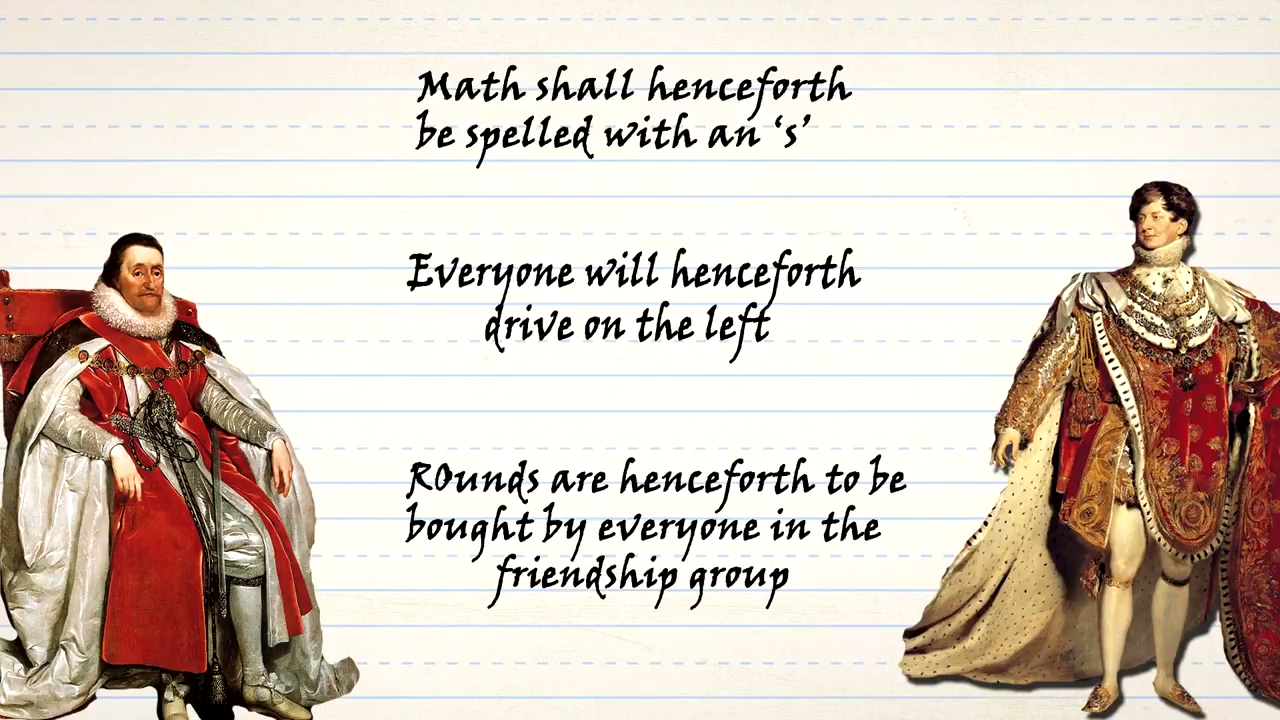 Math shall henceforth
be spelled with an ‘s’
Everyone will henceforth
drive on the left
ROunds are henceforth to be
bought by everyone in the
friendship group